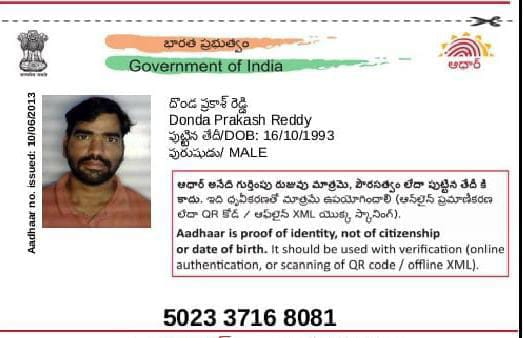 భారత ప్రభుత్వం
Government of India
ఆధార్
Aadhaar no. issued: 10/06/2013
దొండ ప్రకాశ్ రెడ్డి
Donda Prakash Reddy
పుట్టిన తేదీ/DOB: 16/10/1993
పురుషుడు/ MALE
ఆధార్ అనేది గుర్తింపు రుజువు మాత్రమె, పౌరసత్వం లేదా పుట్టిన తేదీ కి
కాదు. ఇది ధృవీకరణతో మాత్రమే ఉపయోగించాలి (ఆన్‌లైన్ ప్రమాణీకరణ
లేదా QR కోడ్ / ఆఫ్‌లైన్ XML యొక్క స్కానింగ్).
Aadhaar is proof of identity, not of citizenship
or date of birth. It should be used with verification (online
authentication, or scanning of QR code / offline XML).
5023 3716 8081